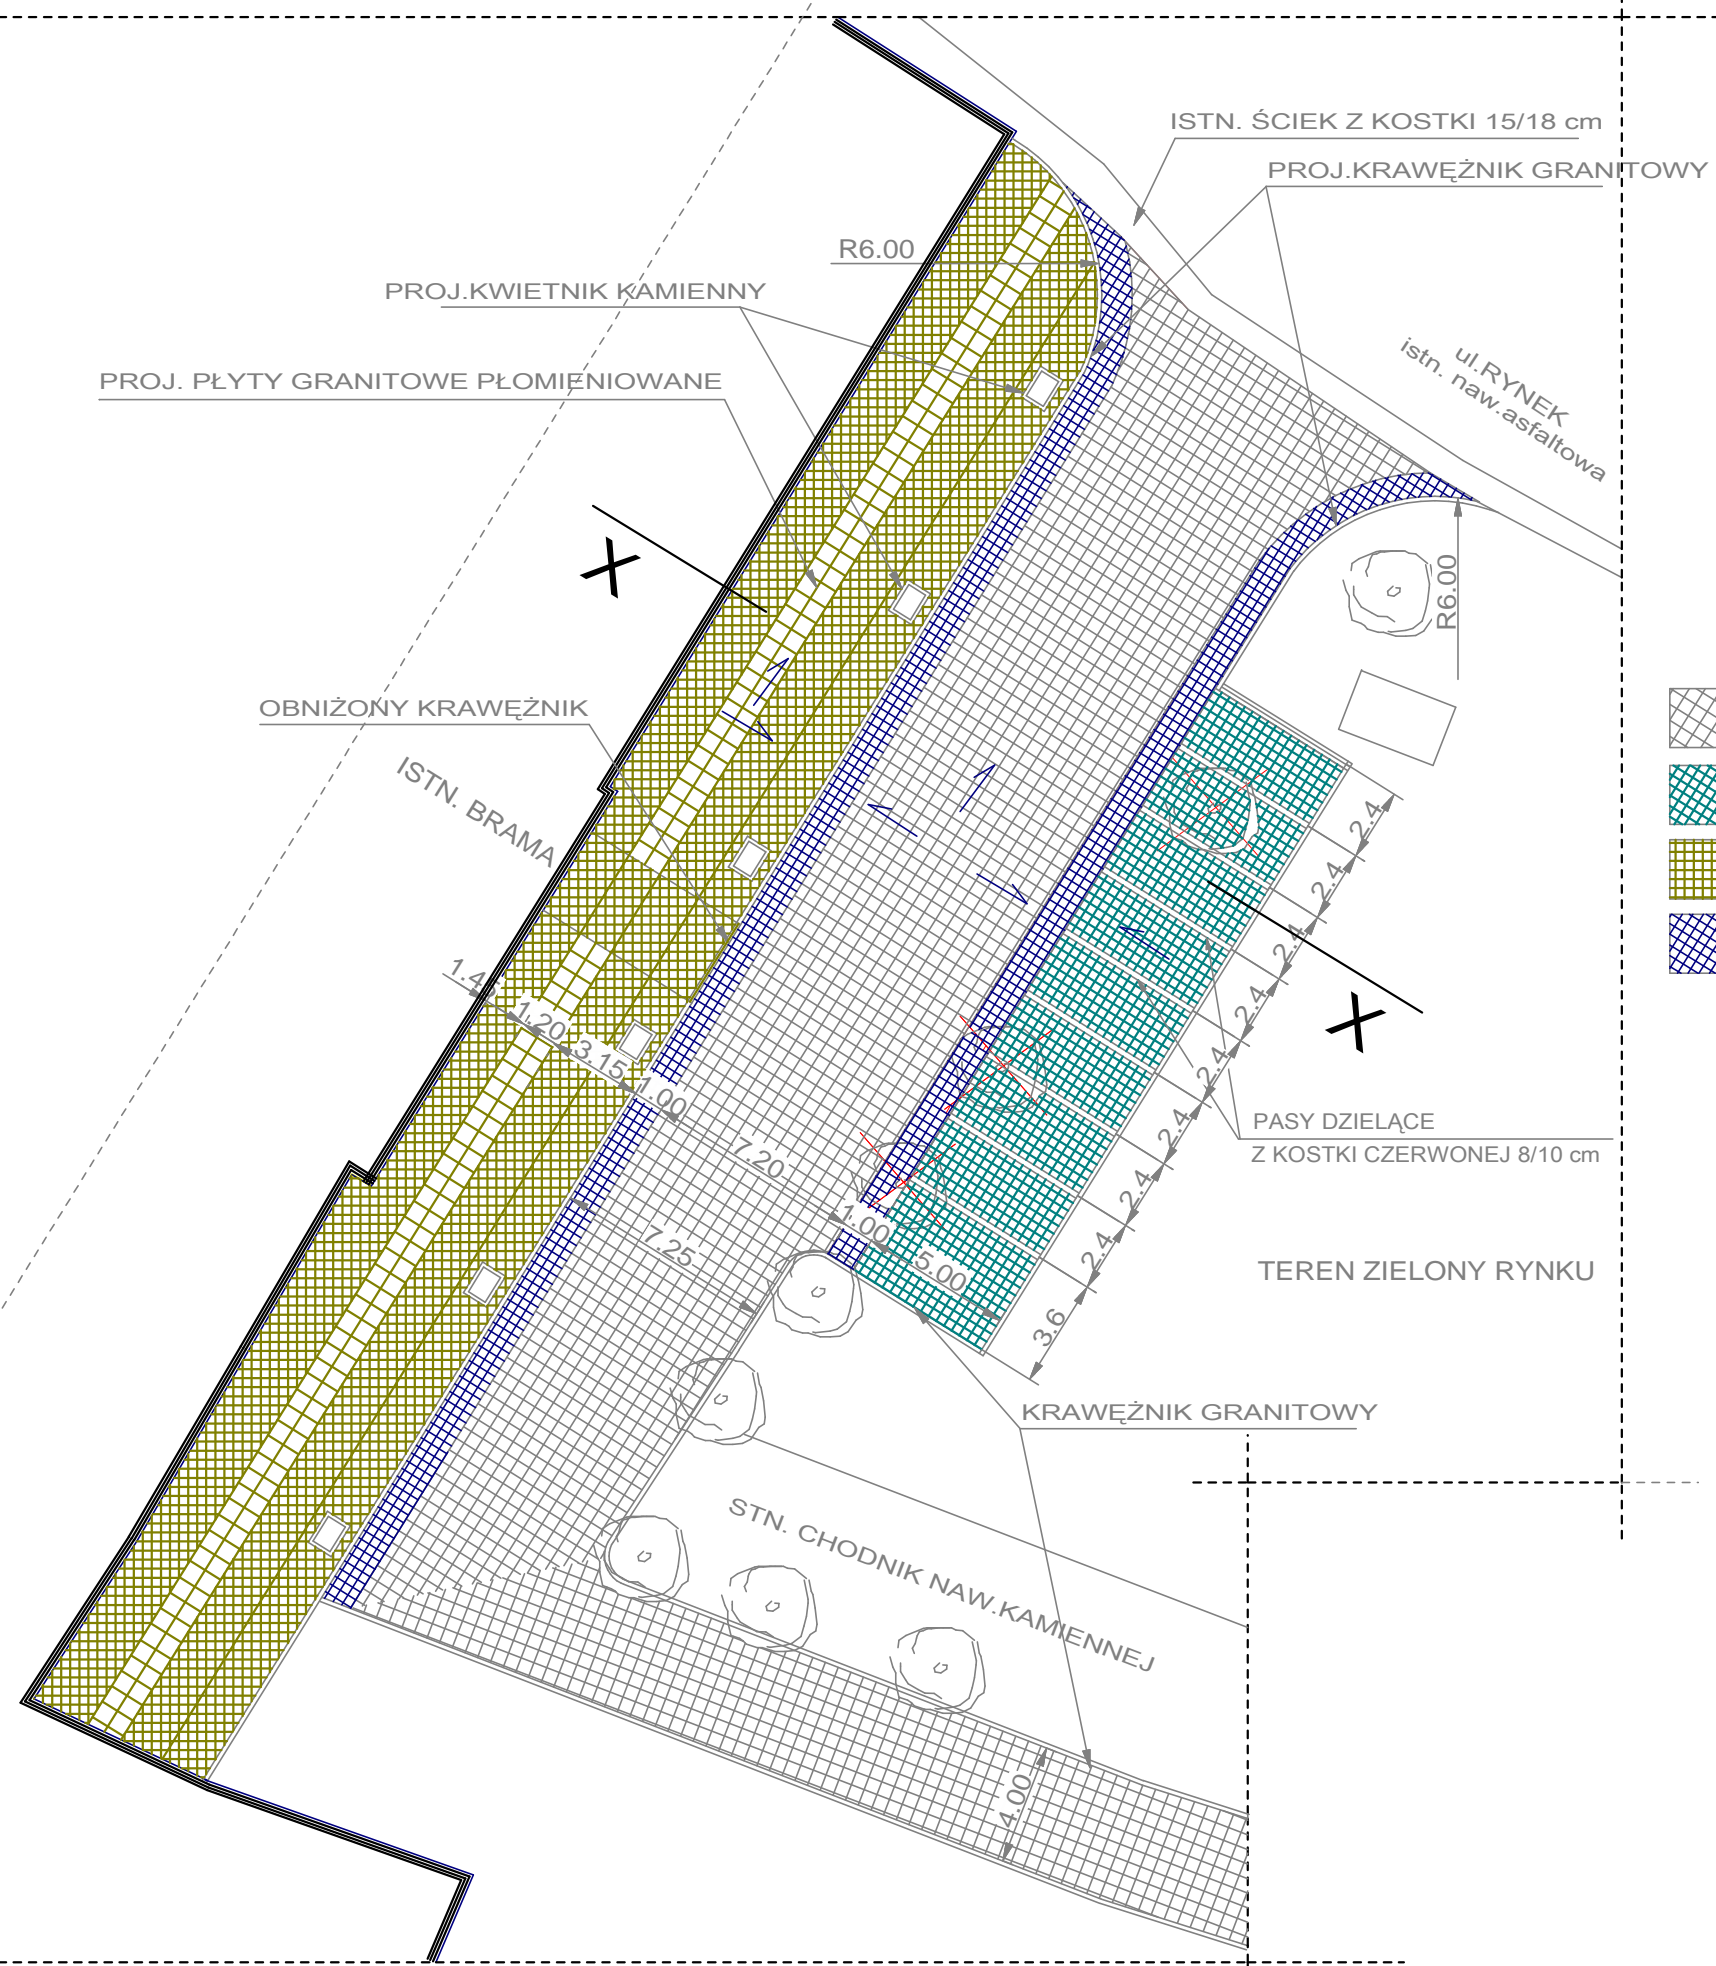 ISTN. ŚCIEK Z KOSTKI 15/18 cm
PROJ.KRAWĘŻNIK GRANITOWY
R6.00
PROJ.KWIETNIK KAMIENNY
PROJ. PŁYTY GRANITOWE PŁOMIENIOWANE
ul.RYNEK
istn. naw.asfaltowa
X
R6.00
OBNIŻONY KRAWĘŻNIK
ISTN. BRAMA
2.4
2.4
2.4
2.4
2.4
2.4
2.4
2.4
3.6
X
1.45
1.20
3.15
1.00
7.20
1.00
5.00
7.25
PASY DZIELĄCE
Z KOSTKI CZERWONEJ 8/10 cm
TEREN ZIELONY RYNKU
KRAWĘŻNIK GRANITOWY
STN. CHODNIK NAW.KAMIENNEJ
4.00